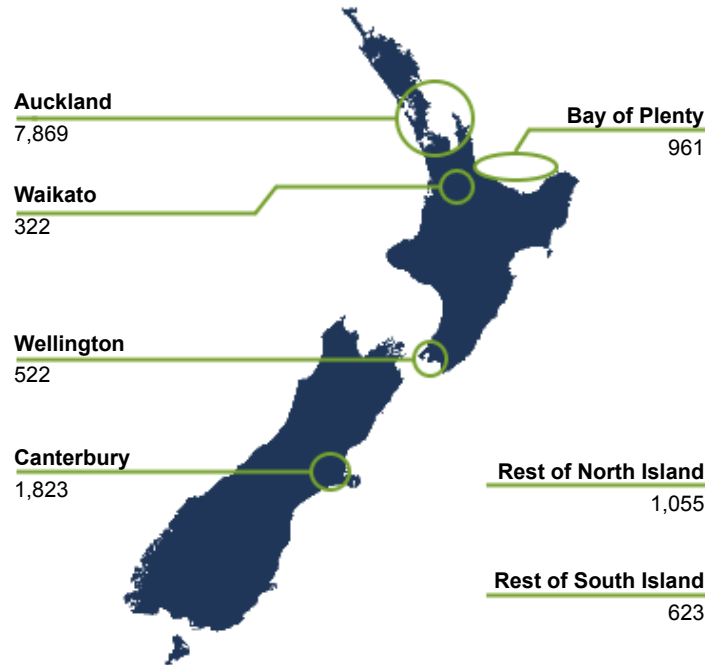 Auckland
7,869
Bay of Plenty
961
Waikato
322
Wellington
522
Canterbury
1,823
Rest of North Island
1,055
Rest of South Island
623